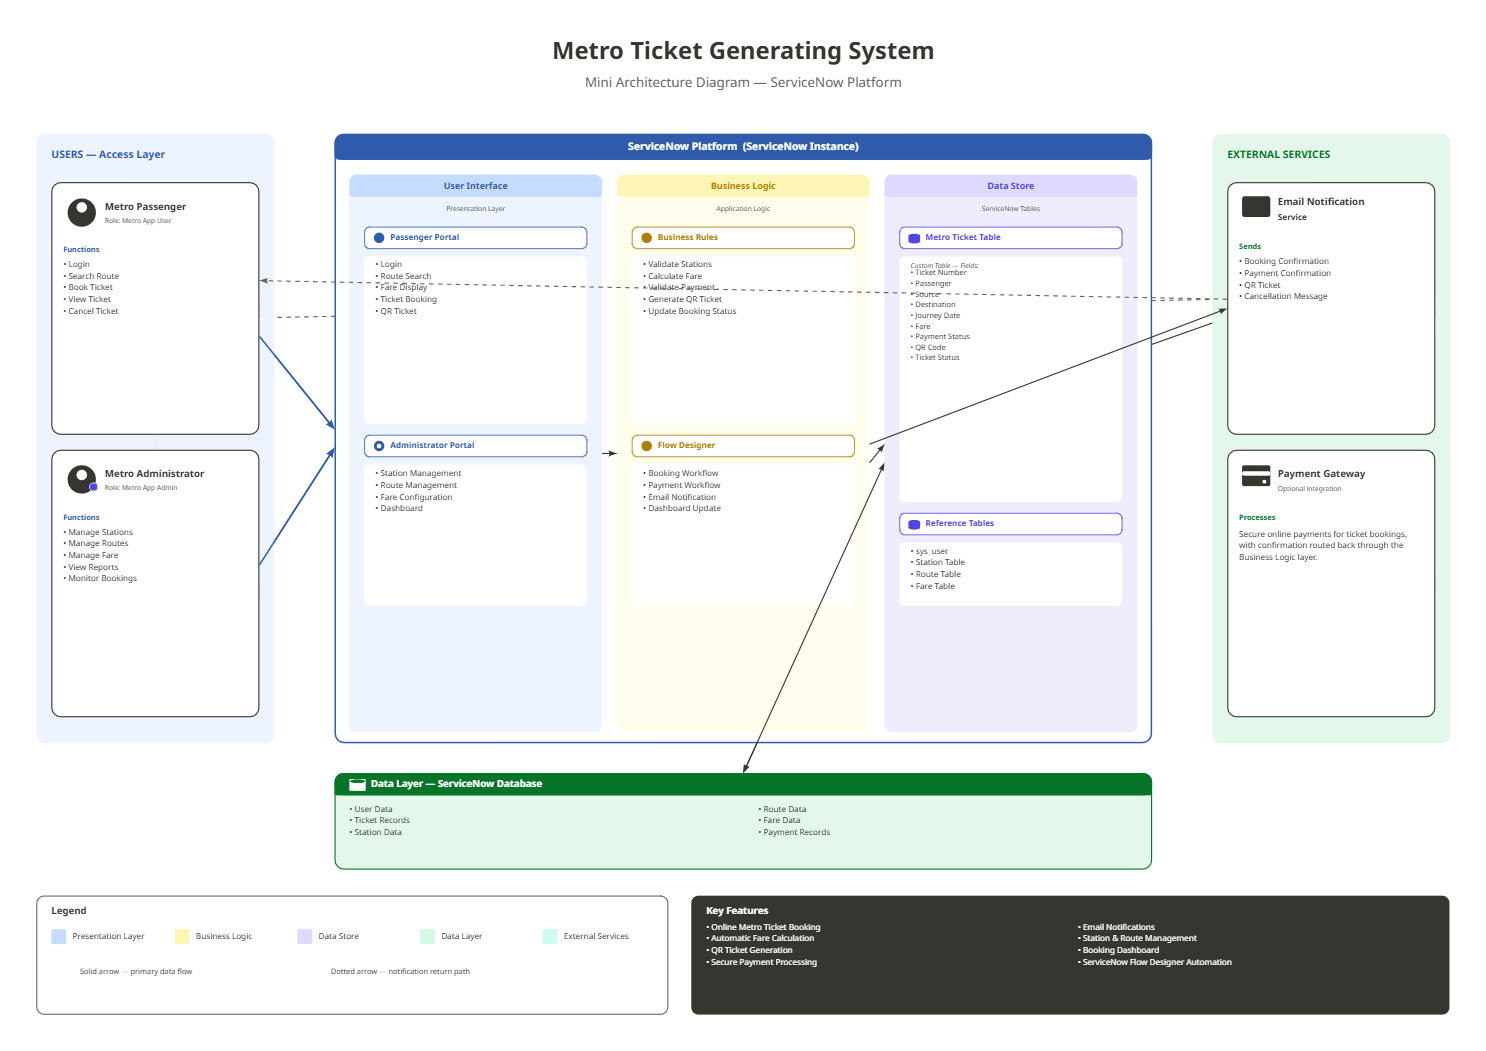 Metro Ticket Generating System
Mini Architecture Diagram — ServiceNow Platform
USERS — Access Layer
Metro Passenger
Role: Metro App User
Functions
• Login
• Search Route
• Book Ticket
• View Ticket
• Cancel Ticket
Metro Administrator
Role: Metro App Admin
Functions
• Manage Stations
• Manage Routes
• Manage Fare
• View Reports
• Monitor Bookings
ServiceNow Platform (ServiceNow Instance)
User Interface
Presentation Layer
Passenger Portal
• Login
• Route Search
• Fare Display
• Ticket Booking
• QR Ticket
Administrator Portal
• Station Management
• Route Management
• Fare Configuration
• Dashboard
Business Logic
Application Logic
Business Rules
• Validate Stations
• Calculate Fare
• Validate Payment
• Generate QR Ticket
• Update Booking Status
Flow Designer
• Booking Workflow
• Payment Workflow
• Email Notification
• Dashboard Update
Data Store
ServiceNow Tables
Metro Ticket Table
Custom Table — Fields:
• Ticket Number
• Passenger
• Source
• Destination
• Journey Date
• Fare
• Payment Status
• QR Code
• Ticket Status
Reference Tables
• sys_user
• Station Table
• Route Table
• Fare Table
EXTERNAL SERVICES
Email Notification
Service
Sends
• Booking Confirmation
• Payment Confirmation
• QR Ticket
• Cancellation Message
Payment Gateway
Optional integration
Processes
Secure online payments for ticket bookings,
with confirmation routed back through the
Business Logic layer.
Data Layer — ServiceNow Database
• User Data
• Ticket Records
• Station Data
• Route Data
• Fare Data
• Payment Records
Legend
Presentation Layer
Business Logic
Data Store
Data Layer
External Services
Solid arrow — primary data flow
Dotted arrow — notification return path
Key Features
• Online Metro Ticket Booking
• Automatic Fare Calculation
• QR Ticket Generation
• Secure Payment Processing
• Email Notifications
• Station & Route Management
• Booking Dashboard
• ServiceNow Flow Designer Automation